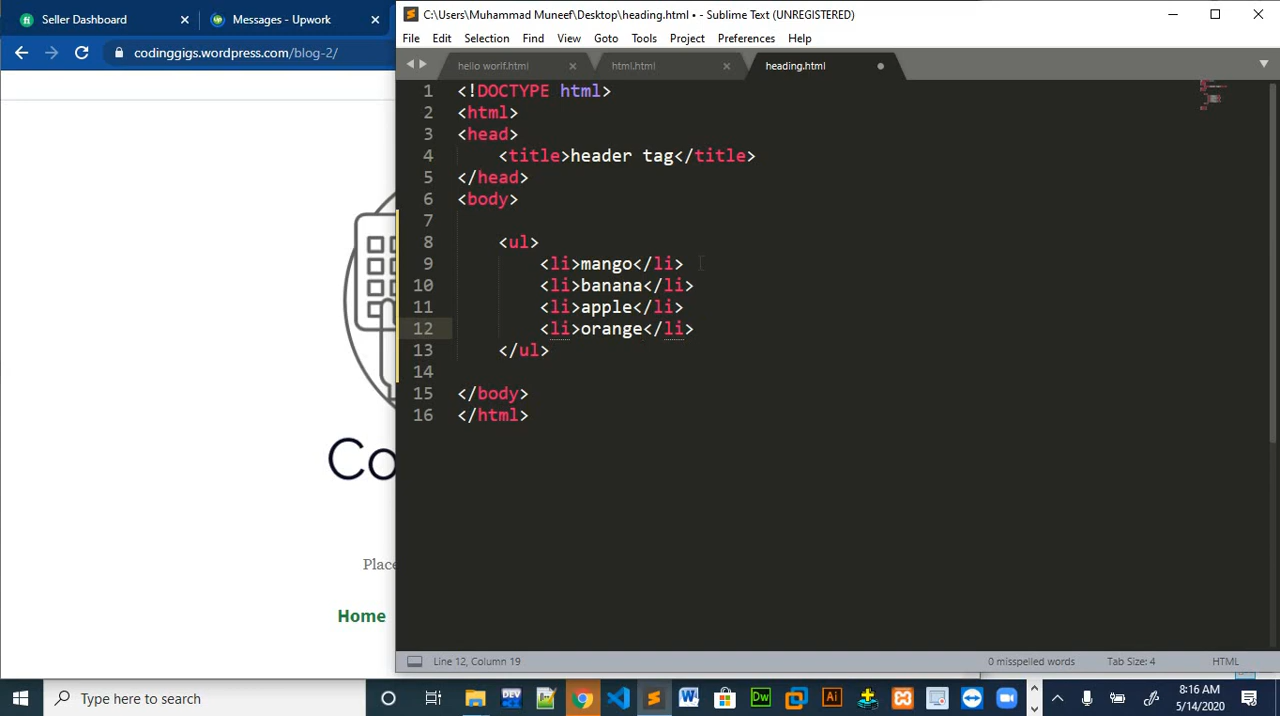 Seller Dashboard
Messages - Upwork
codinggigs.wordpress.com/blog-2/
Co
Place
Home
C:\Users\Muhammad Muneef\Desktop\heading.html • - Sublime Text (UNREGISTERED)
File Edit Selection Find View Goto Tools Project Preferences Help
hello worlf.html
html.html
heading.html
1 <!DOCTYPE html>
2 <html>
3 <head>
4 <title>header tag</title>
5 </head>
6 <body>
7
8 <ul>
9 <li>mango</li>
10 <li>banana</li>
11 <li>apple</li>
12 <li>orange</li>
13 </ul>
14
15 </body>
16 </html>
Line 12, Column 19
0 misspelled words
Tab Size: 4
HTML
Type here to search
DEV
Dw
Ai
8:16 AM
5/14/2020